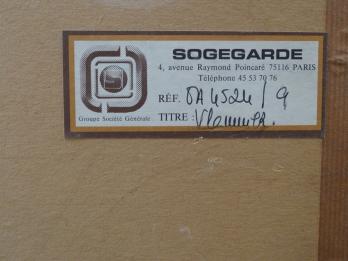 SOGEGARDE
4, avenue Raymond Poincaré 75116 PARIS
Téléphone 45 53 70 76
RÉF. OA 4524 / 9
TITRE : Vlaminck.
Groupe Société Générale